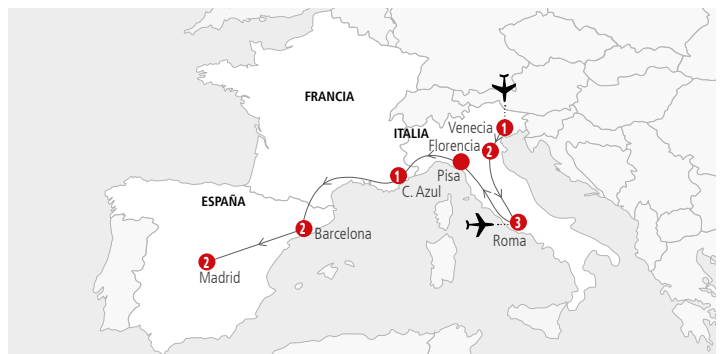 FRANCIA
ITALIA
Venecia 1
Florencia 2
Pisa
1
C. Azul
ESPAÑA
2 Barcelona
3
Roma
2
Madrid